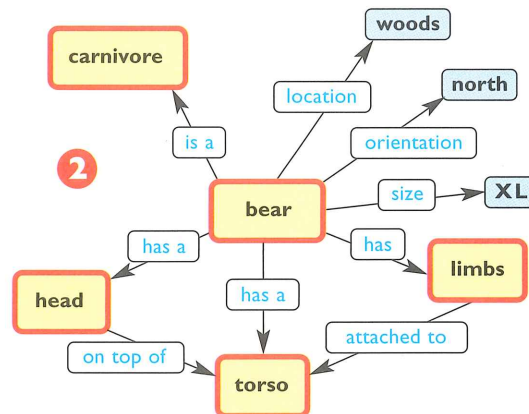 woods
carnivore
north
location
is a
orientation
2
size
XL
bear
has a
has
limbs
head
has a
on top of
attached to
torso